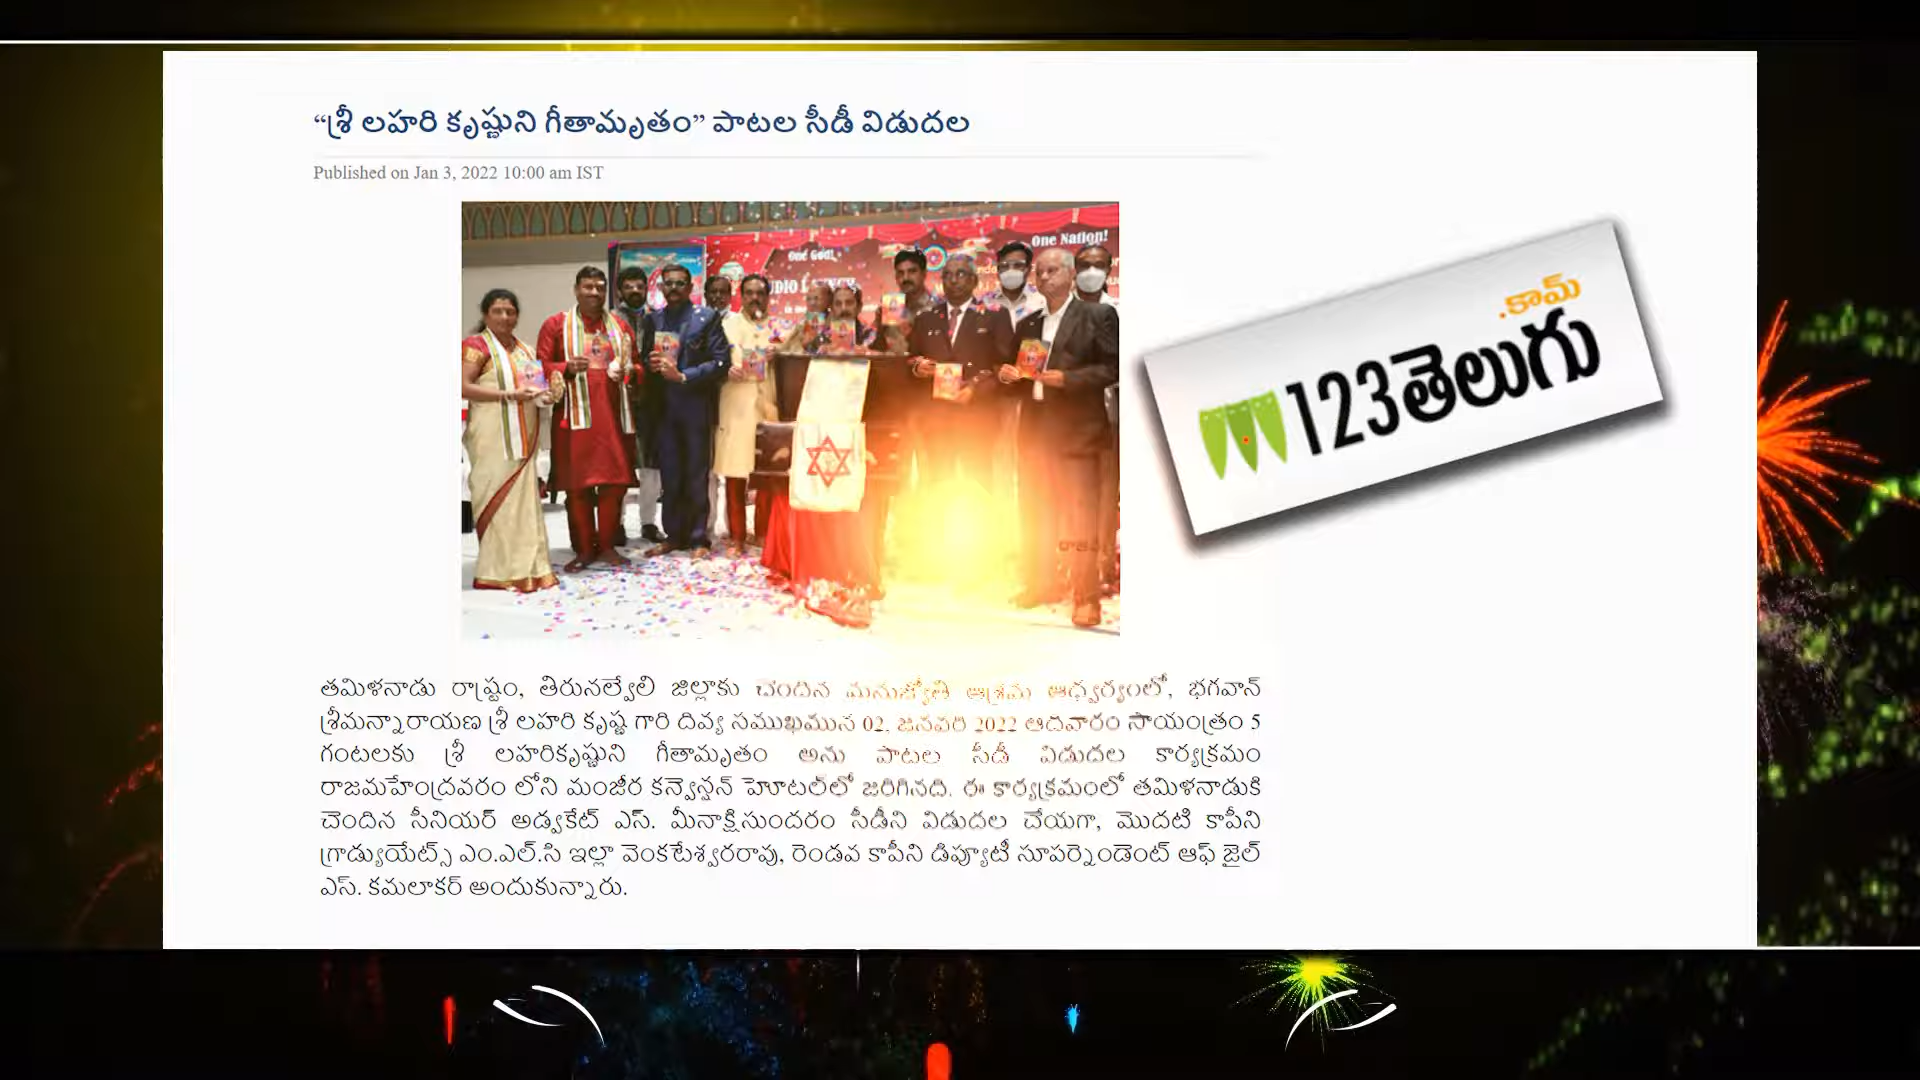 “శ్రీ లహరి కృష్ణుని గీతామృతం” పాటల సీడీ విడుదల
Published on Jan 3, 2022 10:00 am IST
One God!
One Nation!
.కామ్
123తెలుగు
తమిళనాడు రాష్ట్రం, తిరునల్వేలి జిల్లాకు చెందిన మనుజ్యోతి ఆశ్రమ ఆధ్వర్యంలో, భగవాన్
శ్రీమన్నారాయణ శ్రీ లహరి కృష్ణ గారి దివ్య సముఖమున 02, జనవరి 2022 ఆదివారం సాయంత్రం 5
గంటలకు శ్రీ లహరికృష్ణుని గీతామృతం అను పాటల సీడీ విడుదల కార్యక్రమం
రాజమహేంద్రవరం లోని మంజీర కన్వెన్షన్ హెూటల్‌లో జరిగినది. ఈ కార్యక్రమంలో తమిళనాడుకి
చెందిన సీనియర్ అడ్వకేట్ ఎస్. మీనాక్షిసుందరం సీడీని విడుదల చేయగా, మొదటి కాపీని
గ్రాడ్యుయేట్స్ ఎం.ఎల్.సి ఇల్లా వెంకటేశ్వరరావు, రెండవ కాపీని డిప్యూటీ సూపర్నెండెంట్ ఆఫ్ జైల్
ఎస్. కమలాకర్ అందుకున్నారు.